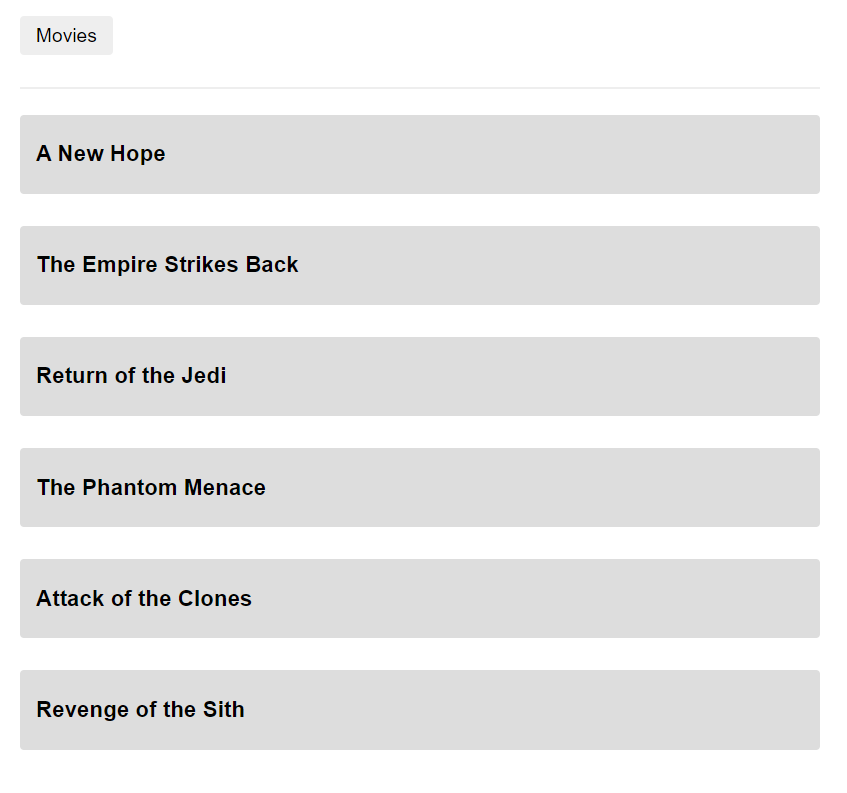 Movies
A New Hope
The Empire Strikes Back
Return of the Jedi
The Phantom Menace
Attack of the Clones
Revenge of the Sith